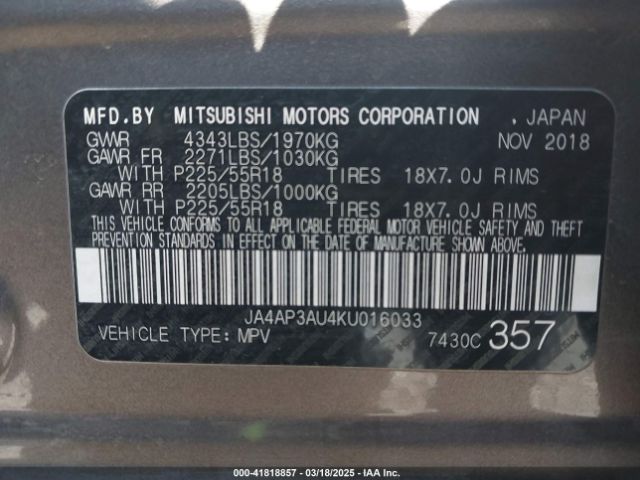 MFD.BY MITSUBISHI MOTORS CORPORATION , JAPAN
GVWR 4343LBS/1970KG NOV 2018
GAWR FR 2271LBS/1030KG
WITH P225/55R18 TIRES 18X7.0J RIMS
GAWR RR 2205LBS/1000KG
WITH P225/55R18 TIRES 18X7.0J RIMS
THIS VEHICLE CONFORMS TO ALL APPLICABLE FEDERAL MOTOR VEHICLE SAFETY AND THEFT
PREVENTION STANDARDS IN EFFECT ON THE DATE OF MANUFACTURE SHOWN ABOVE.
JA4AP3AU4KU016033
VEHICLE TYPE: MPV 7430C 357
000-41818857 - 03/18/2025 - IAAI.CA